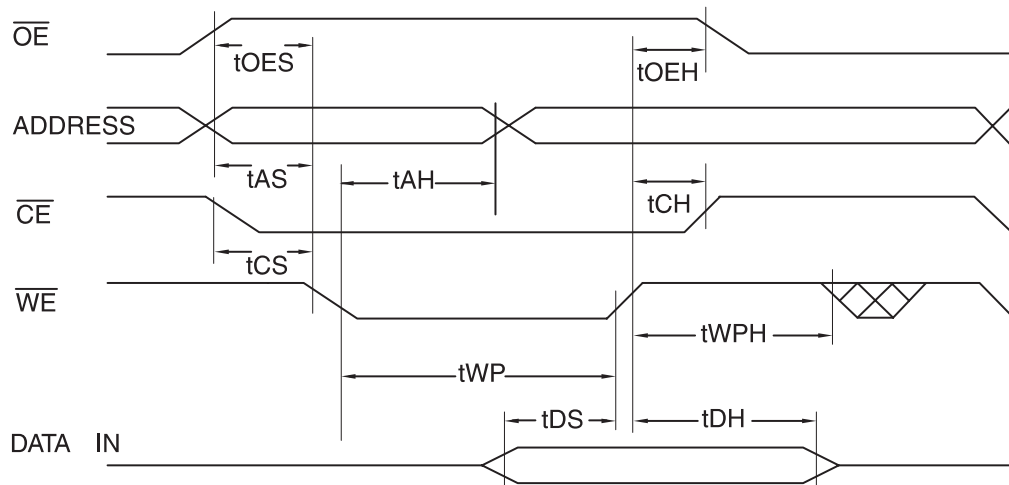 OE
tOES tOEH
ADDRESS
tAS tAH
tCH
CE
tCS
WE
tWPH
tWP
tDS tDH
DATA IN